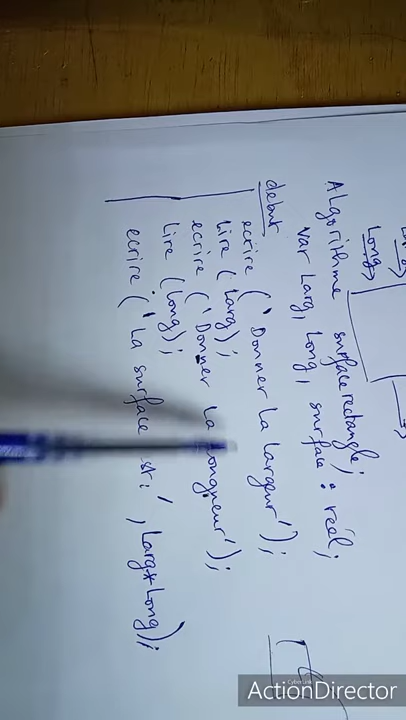 Long
Algorithme surface rectangle;
var Larg, Long, surface : réel;
debut
ecrire ('Donner La largeur');
Lire (Larg);
ecrire ('Donner La Longueur');
Lire (Long);
ecrire ('La surface est:', Larg*Long);
CyberLink
ActionDirector